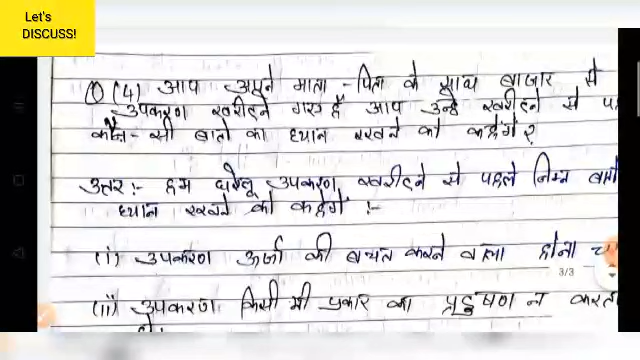 Let's
DISCUSS!
Q (4) आप अपने माता - पिता के साथ बाजार से
उपकरण खरीदने गए हैं आप उन्हें खरीदने से
कौन - सी बातों का ध्यान रखने को कहेंगे ?
उत्तर :- हम घरेलू उपकरण खरीदने से पहले निम्न
ध्यान रखने को कहेंगे :-
(i) उपकरण ऊर्जा की बचत करने वाला होना
3/3
(ii) उपकरण किसी भी प्रकार का प्रदुषण न करता